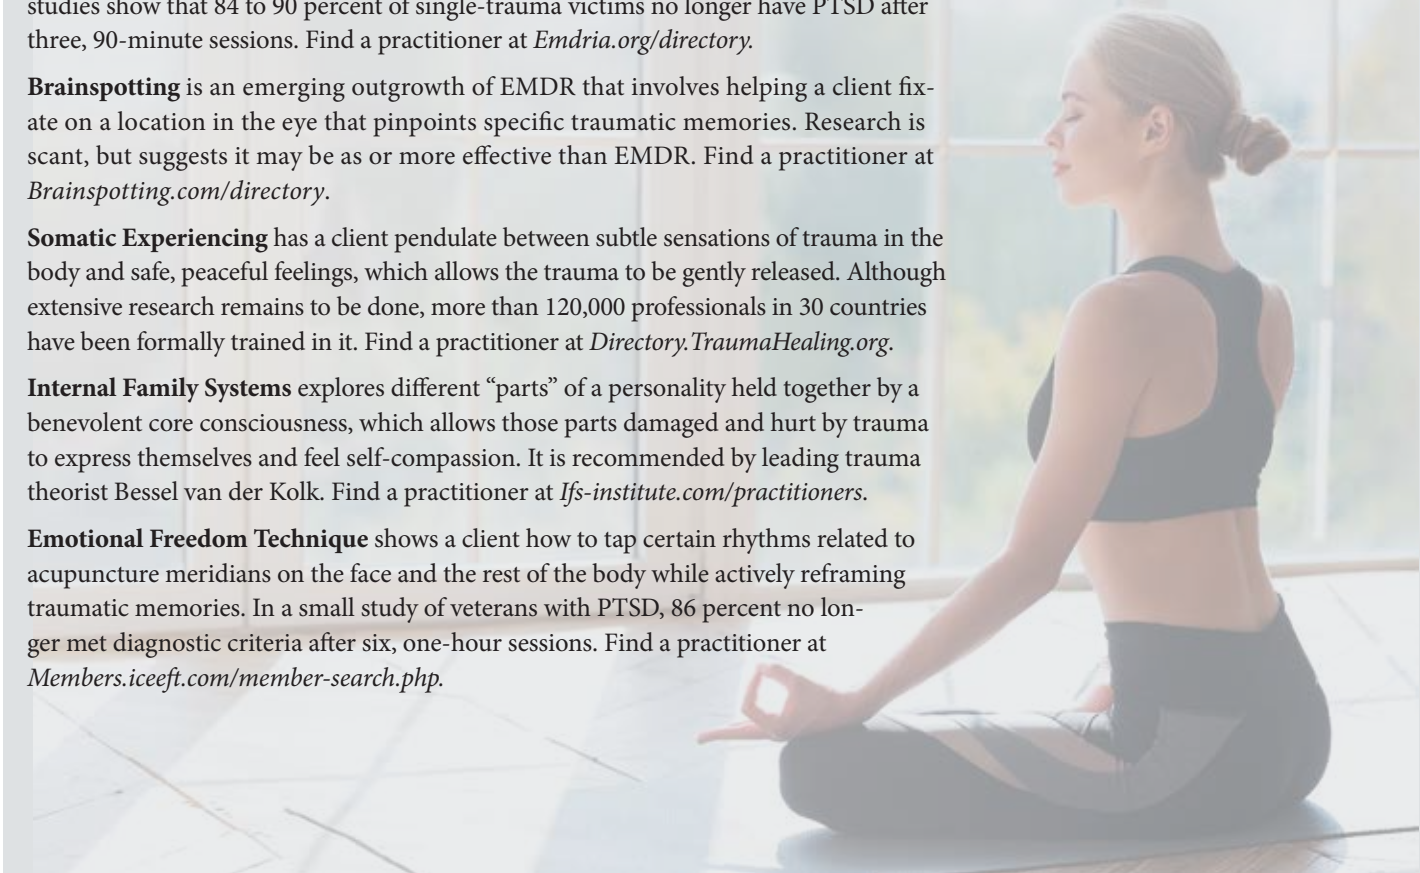 studies show that 84 to 90 percent of single-trauma victims no longer have PTSD after
three, 90-minute sessions. Find a practitioner at Emdria.org/directory.
Brainspotting is an emerging outgrowth of EMDR that involves helping a client fix-
ate on a location in the eye that pinpoints specific traumatic memories. Research is
scant, but suggests it may be as or more effective than EMDR. Find a practitioner at
Brainspotting.com/directory.
Somatic Experiencing has a client pendulate between subtle sensations of trauma in the
body and safe, peaceful feelings, which allows the trauma to be gently released. Although
extensive research remains to be done, more than 120,000 professionals in 30 countries
have been formally trained in it. Find a practitioner at Directory.TraumaHealing.org.
Internal Family Systems explores different “parts” of a personality held together by a
benevolent core consciousness, which allows those parts damaged and hurt by trauma
to express themselves and feel self-compassion. It is recommended by leading trauma
theorist Bessel van der Kolk. Find a practitioner at Ifs-institute.com/practitioners.
Emotional Freedom Technique shows a client how to tap certain rhythms related to
acupuncture meridians on the face and the rest of the body while actively reframing
traumatic memories. In a small study of veterans with PTSD, 86 percent no lon-
ger met diagnostic criteria after six, one-hour sessions. Find a practitioner at
Members.iceeft.com/member-search.php.